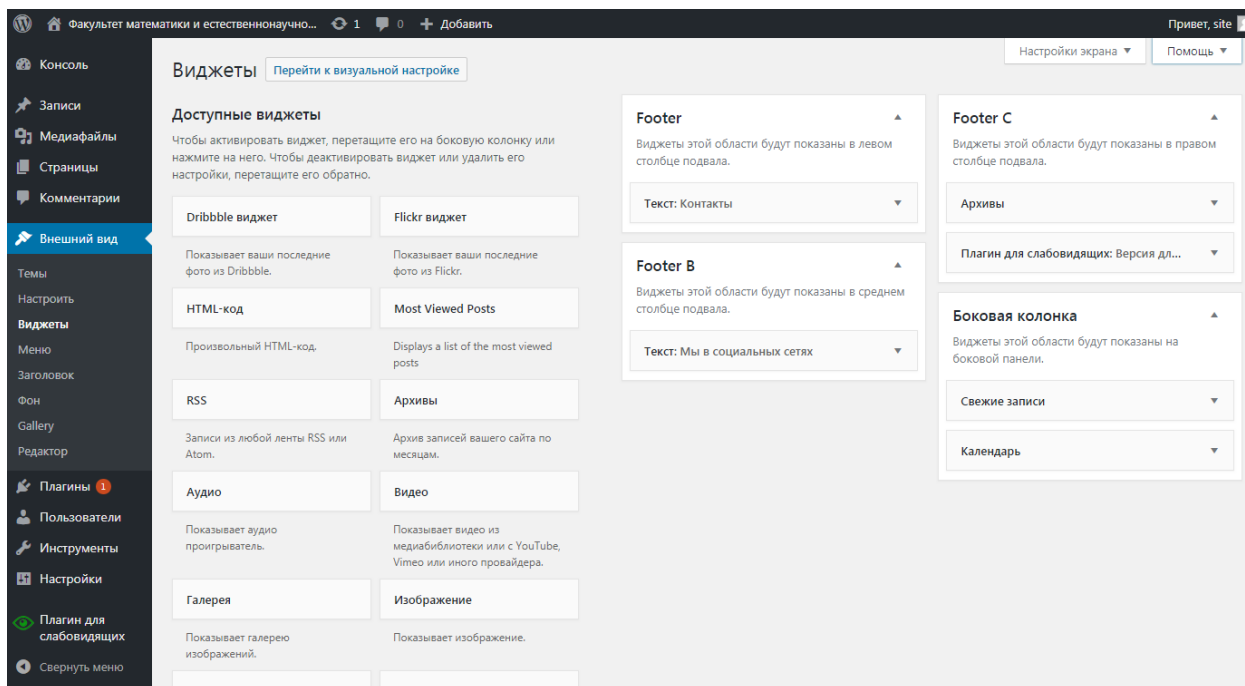 Факультет математики и естественнонаучно... 1 0 + Добавить
Привет, site
Настройки экрана ▼
Помощь ▼
Консоль
Записи
Медиафайлы
Страницы
Комментарии
Внешний вид
Темы
Настроить
Виджеты
Меню
Заголовок
Фон
Gallery
Редактор
Плагины 1
Пользователи
Инструменты
Настройки
Плагин для
слабовидящих
Свернуть меню
Виджеты
Перейти к визуальной настройке
Доступные виджеты
Чтобы активировать виджет, перетащите его на боковую колонку или
нажмите на него. Чтобы деактивировать виджет или удалить его
настройки, перетащите его обратно.
Dribbble виджет
Показывает ваши последние
фото из Dribbble.
Flickr виджет
Показывает ваши последние
фото из Flickr.
HTML-код
Произвольный HTML-код.
Most Viewed Posts
Displays a list of the most viewed
posts
RSS
Записи из любой ленты RSS или
Atom.
Архивы
Архив записей вашего сайта по
месяцам.
Аудио
Показывает аудио
проигрыватель.
Видео
Показывает видео из
медиабиблиотеки или с YouTube,
Vimeo или иного провайдера.
Галерея
Показывает галерею
изображений.
Изображение
Показывает изображение.
Footer
Виджеты этой области будут показаны в левом
столбце подвала.
Текст: Контакты
Footer B
Виджеты этой области будут показаны в среднем
столбце подвала.
Текст: Мы в социальных сетях
Footer C
Виджеты этой области будут показаны в правом
столбце подвала.
Архивы
Плагин для слабовидящих: Версия дл...
Боковая колонка
Виджеты этой области будут показаны на
боковой панели.
Свежие записи
Календарь